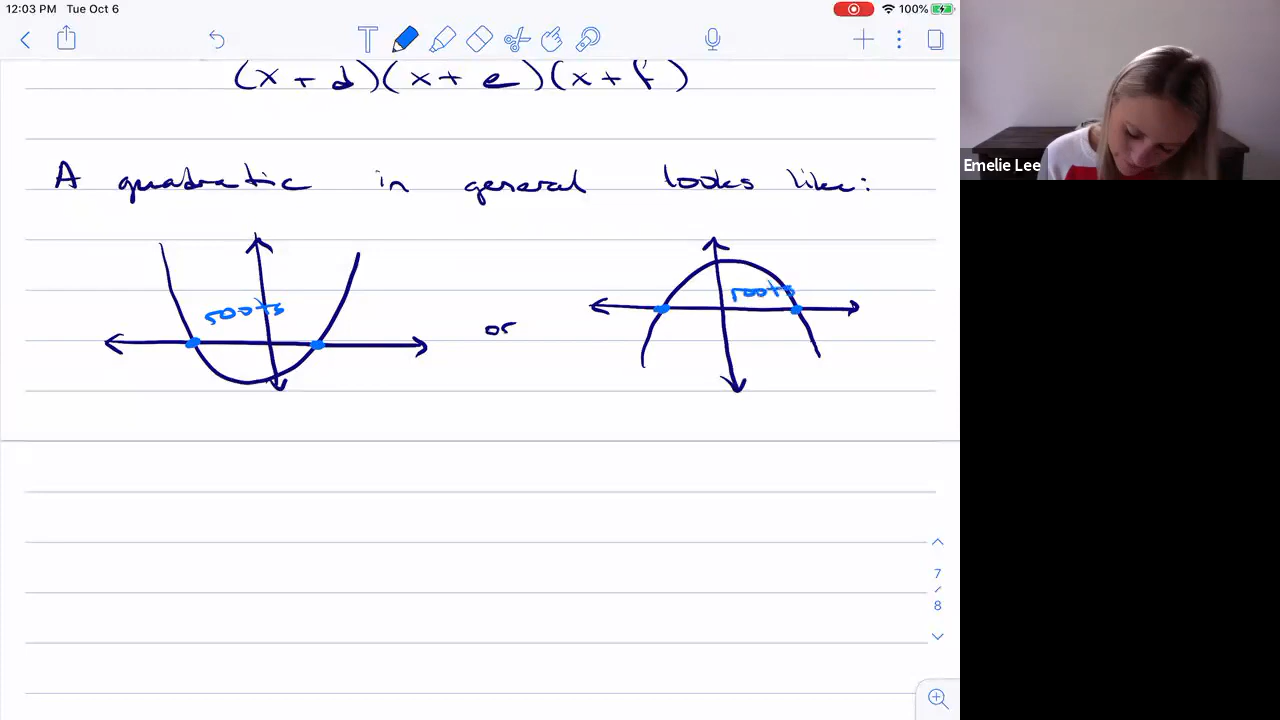 12:03 PM Tue Oct 6
100%
(x + d)(x + e)(x + f)
Emelie Lee
A quadratic in general looks like:
roots
roots
or
7
8